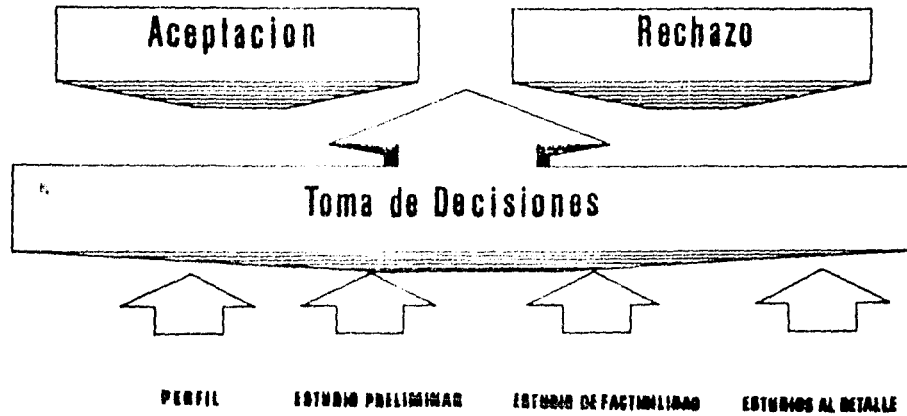 Aceptacion
Rechazo
Toma de Decisiones
PERFIL
ESTUDIO PRELIMINAR
ESTUDIO DE FACTIBILIDAD
ESTUDIOS AL DETALLE